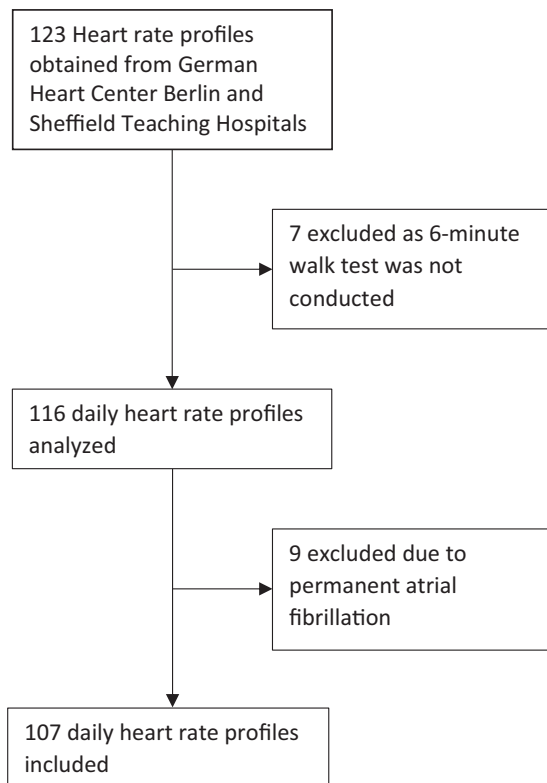 123 Heart rate profiles
obtained from German
Heart Center Berlin and
Sheffield Teaching Hospitals
7 excluded as 6-minute
walk test was not
conducted
116 daily heart rate profiles
analyzed
9 excluded due to
permanent atrial
fibrillation
107 daily heart rate profiles
included